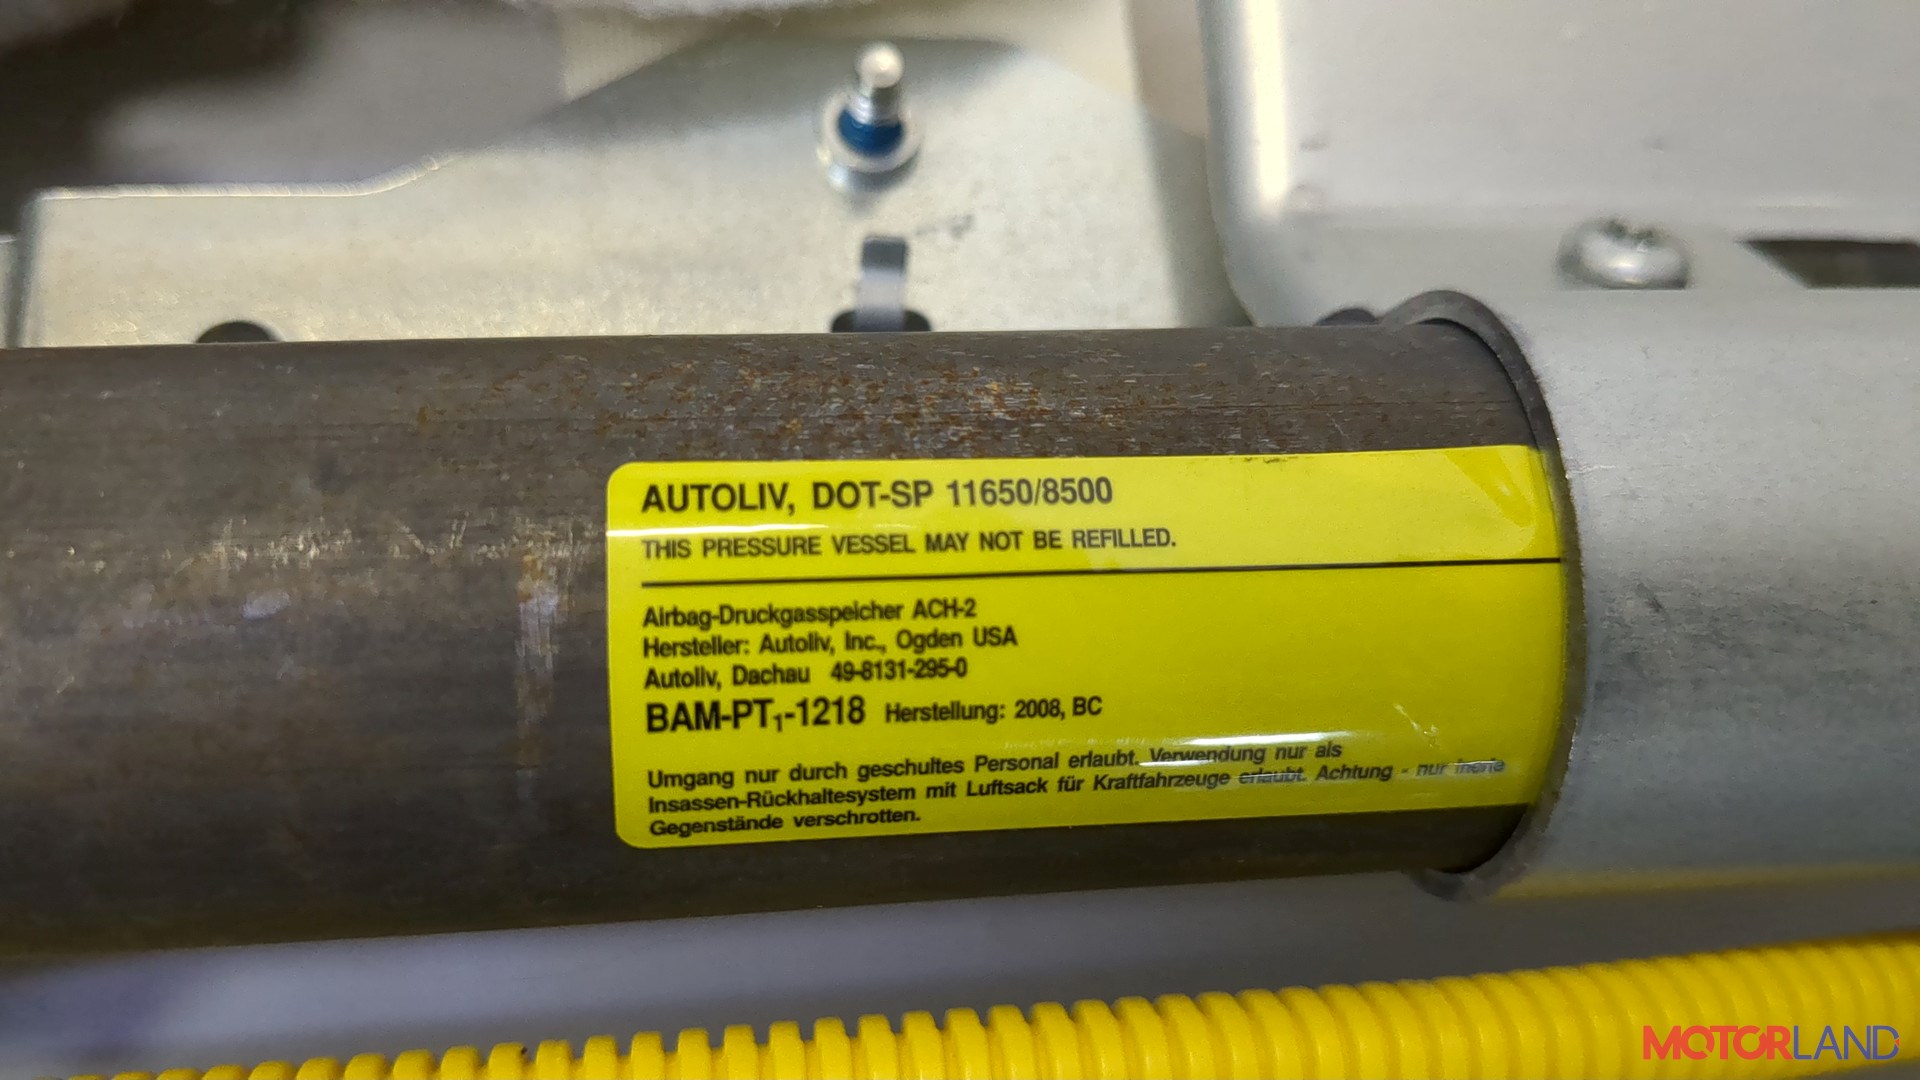 AUTOLIV, DOT-SP 11650/8500
THIS PRESSURE VESSEL MAY NOT BE REFILLED.
Airbag-Druckgasspeicher ACH-2
Hersteller: Autoliv, Inc., Ogden USA
Autoliv, Dachau 49-8131-295-0
BAM-PT₁-1218 Herstellung: 2008, BC
Umgang nur durch geschultes Personal erlaubt. Verwendung nur als
Insassen-Rückhaltesystem mit Luftsack für Kraftfahrzeuge erlaubt. Achtung - nur inerte
Gegenstände verschrotten.
MOTORLAND